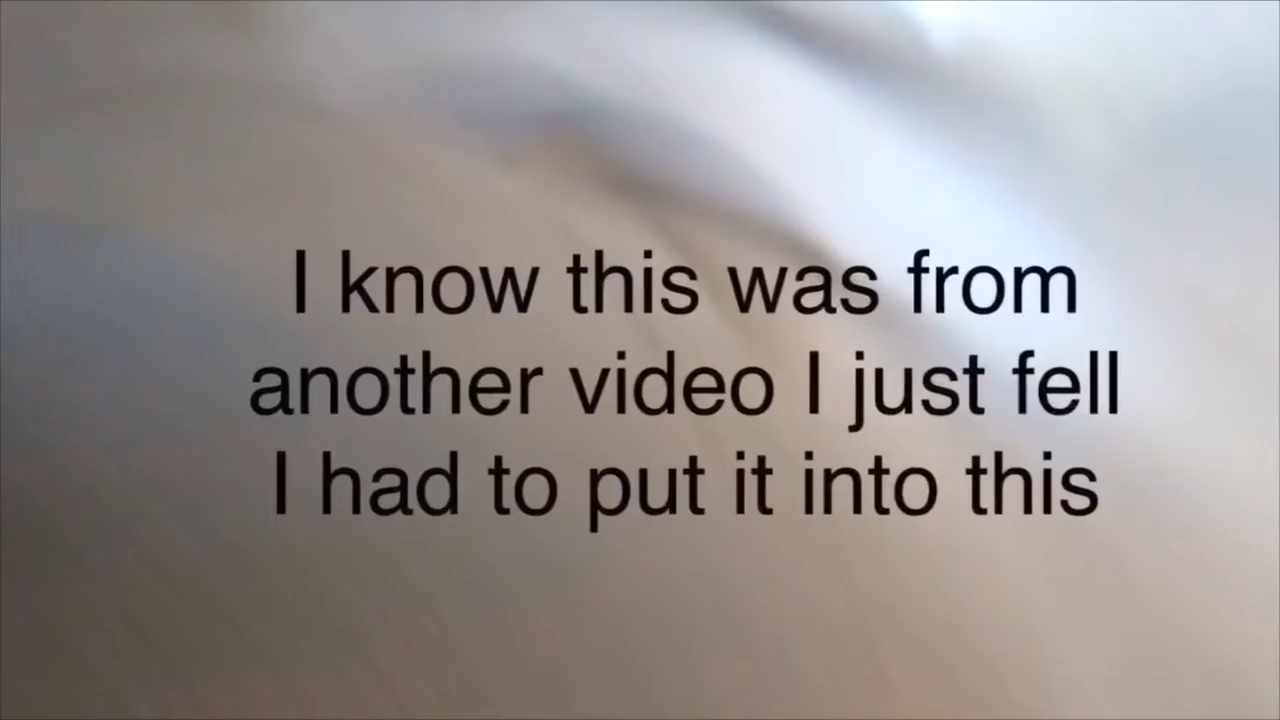 I know this was from
another video I just fell
I had to put it into this